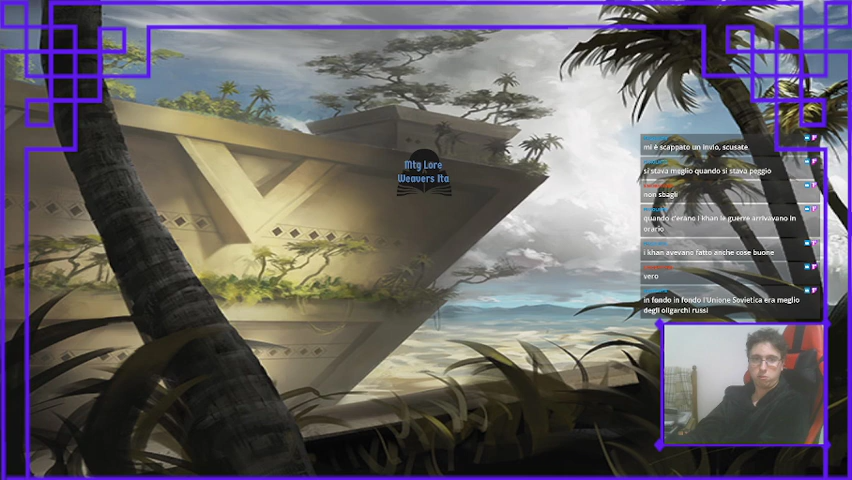 Mtg Lore
Weavers Ita
mi è scappato un invio, scusate
si stava meglio quando si stava peggio
non sbagli
quando c'erano i khan le guerre arrivavano in
orario
i khan avevano fatto anche cose buone
vero
in fondo in fondo l'Unione Sovietica era meglio
degli oligarchi russi